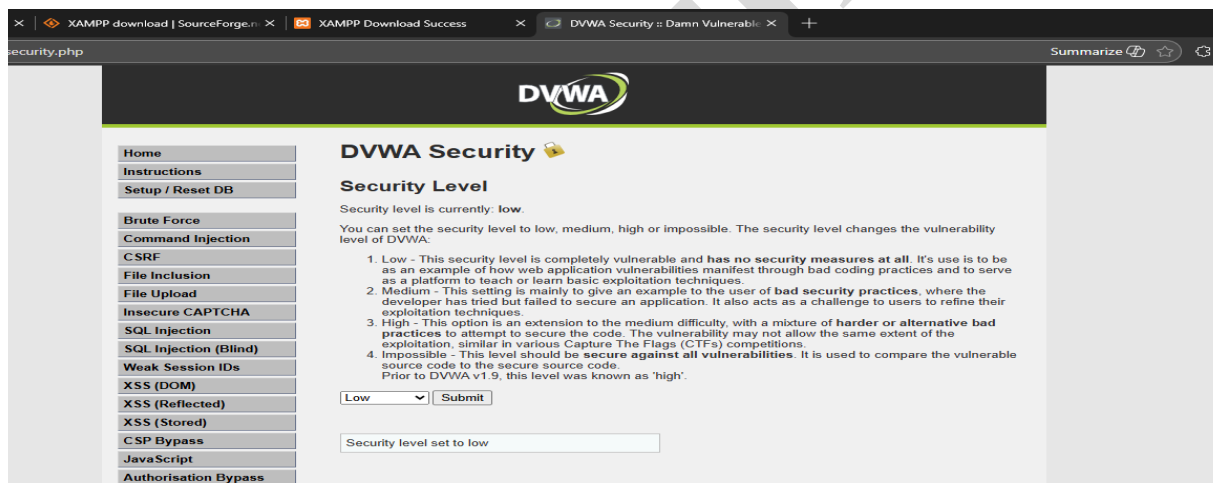 XAMPP download | SourceForge.n
XAMPP Download Success
DVWA Security :: Damn Vulnerable
security.php
Summarize
DVWA
Home
Instructions
Setup / Reset DB
Brute Force
Command Injection
CSRF
File Inclusion
File Upload
Insecure CAPTCHA
SQL Injection
SQL Injection (Blind)
Weak Session IDs
XSS (DOM)
XSS (Reflected)
XSS (Stored)
CSP Bypass
JavaScript
Authorisation Bypass
DVWA Security
Security Level
Security level is currently: low.
You can set the security level to low, medium, high or impossible. The security level changes the vulnerability
level of DVWA:
1. Low - This security level is completely vulnerable and has no security measures at all. It's use is to be
as an example of how web application vulnerabilities manifest through bad coding practices and to serve
as a platform to teach or learn basic exploitation techniques.
2. Medium - This setting is mainly to give an example to the user of bad security practices, where the
developer has tried but failed to secure an application. It also acts as a challenge to users to refine their
exploitation techniques.
3. High - This option is an extension to the medium difficulty, with a mixture of harder or alternative bad
practices to attempt to secure the code. The vulnerability may not allow the same extent of the
exploitation, similar in various Capture The Flags (CTFs) competitions.
4. Impossible - This level should be secure against all vulnerabilities. It is used to compare the vulnerable
source code to the secure source code.
Prior to DVWA v1.9, this level was known as 'high'.
Low Submit
Security level set to low